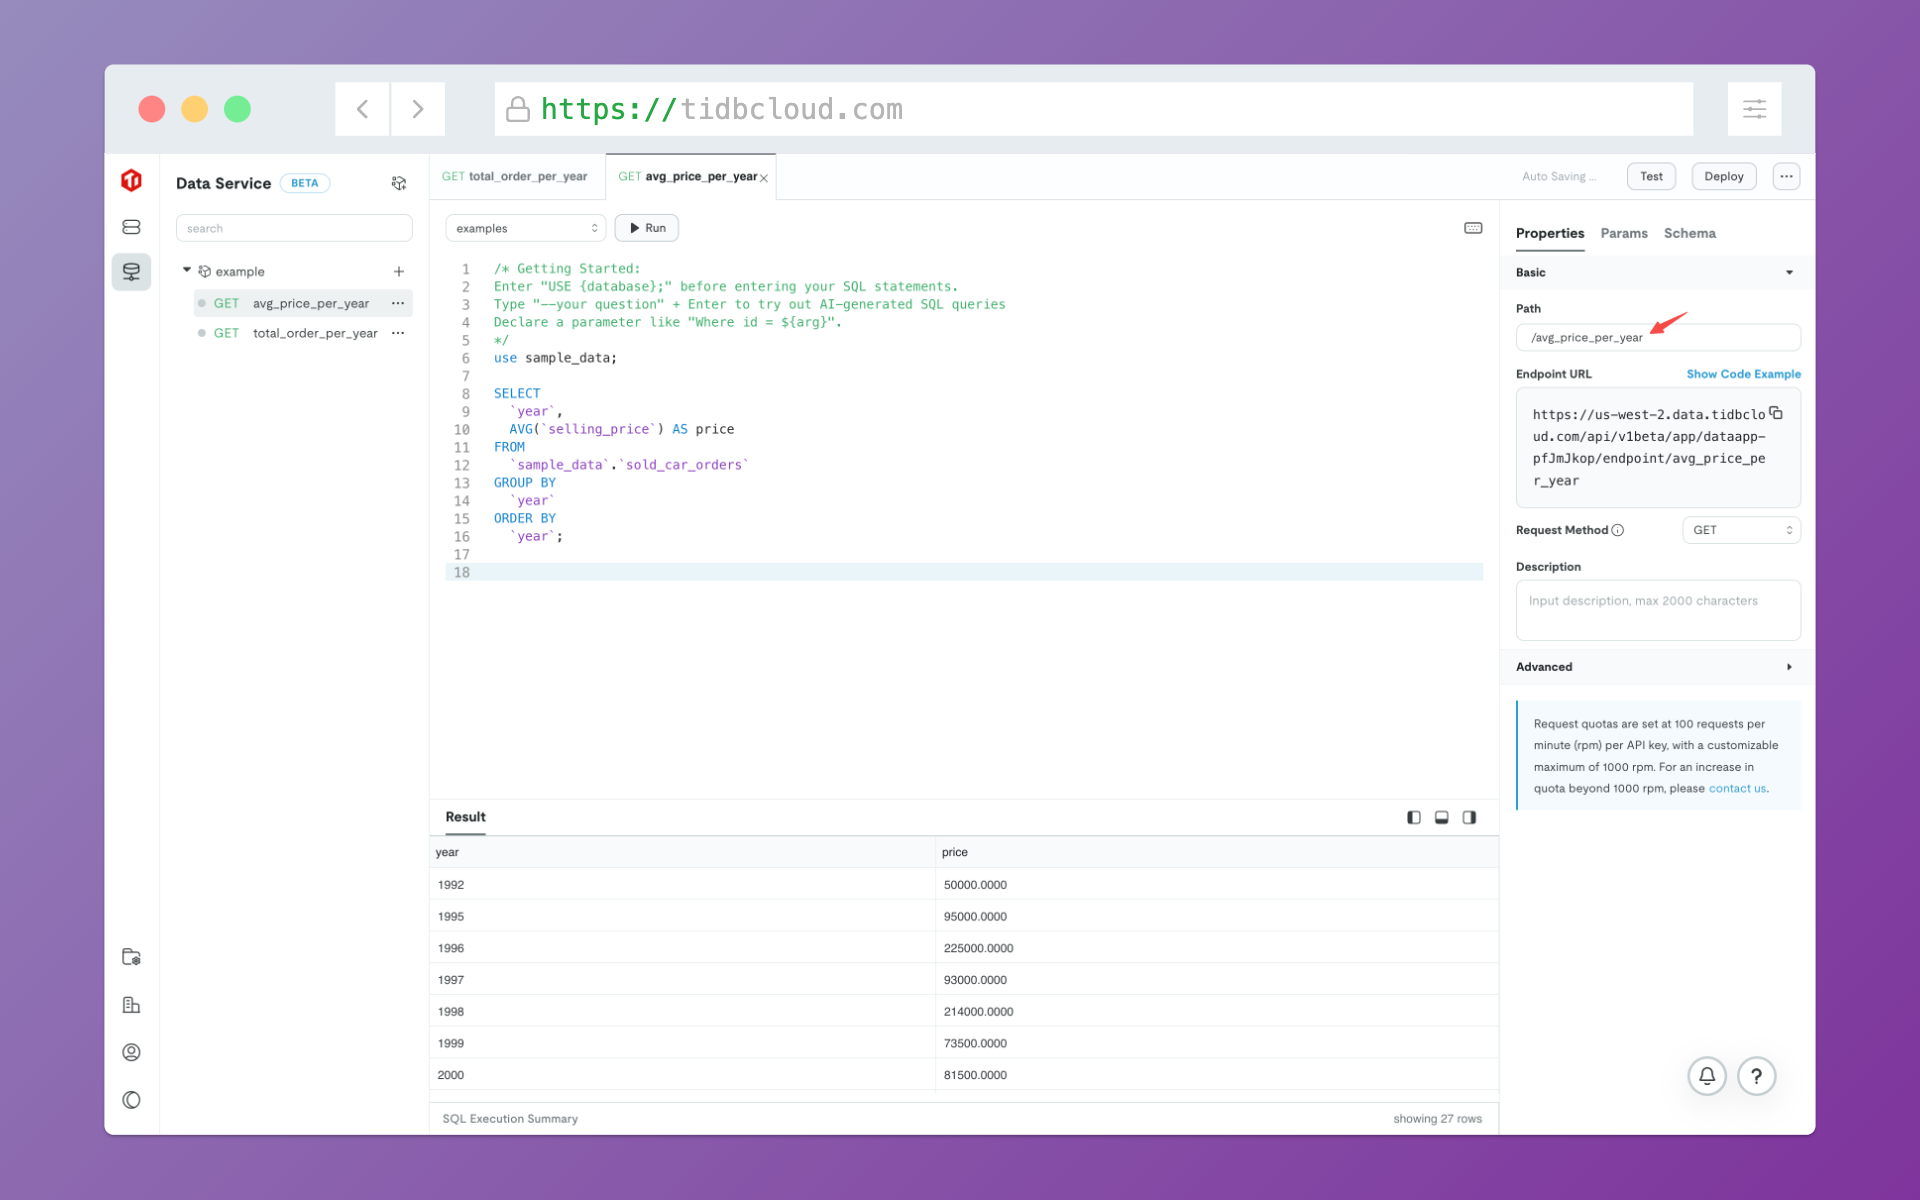 https://tidbcloud.com
Data Service BETA
search
example
GET avg_price_per_year ...
GET total_order_per_year ...
GET total_order_per_year
GET avg_price_per_year
Auto Saving ...
Test
Deploy
...
examples
Run
1 /* Getting Started:
2 Enter "USE {database};" before entering your SQL statements.
3 Type "--your question" + Enter to try out AI-generated SQL queries
4 Declare a parameter like "Where id = ${arg}".
5 */
6 use sample_data;
7
8 SELECT
9 `year`,
10 AVG(`selling_price`) AS price
11 FROM
12 `sample_data`.`sold_car_orders`
13 GROUP BY
14 `year`
15 ORDER BY
16 `year`;
17
18
Result
year price
1992 50000.0000
1995 95000.0000
1996 225000.0000
1997 93000.0000
1998 214000.0000
1999 73500.0000
2000 81500.0000
SQL Execution Summary showing 27 rows
Properties Params Schema
Basic
Path
/avg_price_per_year
Endpoint URL Show Code Example
https://us-west-2.data.tidbclo
ud.com/api/v1beta/app/dataapp-
pfJmJkop/endpoint/avg_price_pe
r_year
Request Method GET
Description
Input description, max 2000 characters
Advanced
Request quotas are set at 100 requests per
minute (rpm) per API key, with a customizable
maximum of 1000 rpm. For an increase in
quota beyond 1000 rpm, please contact us.
?